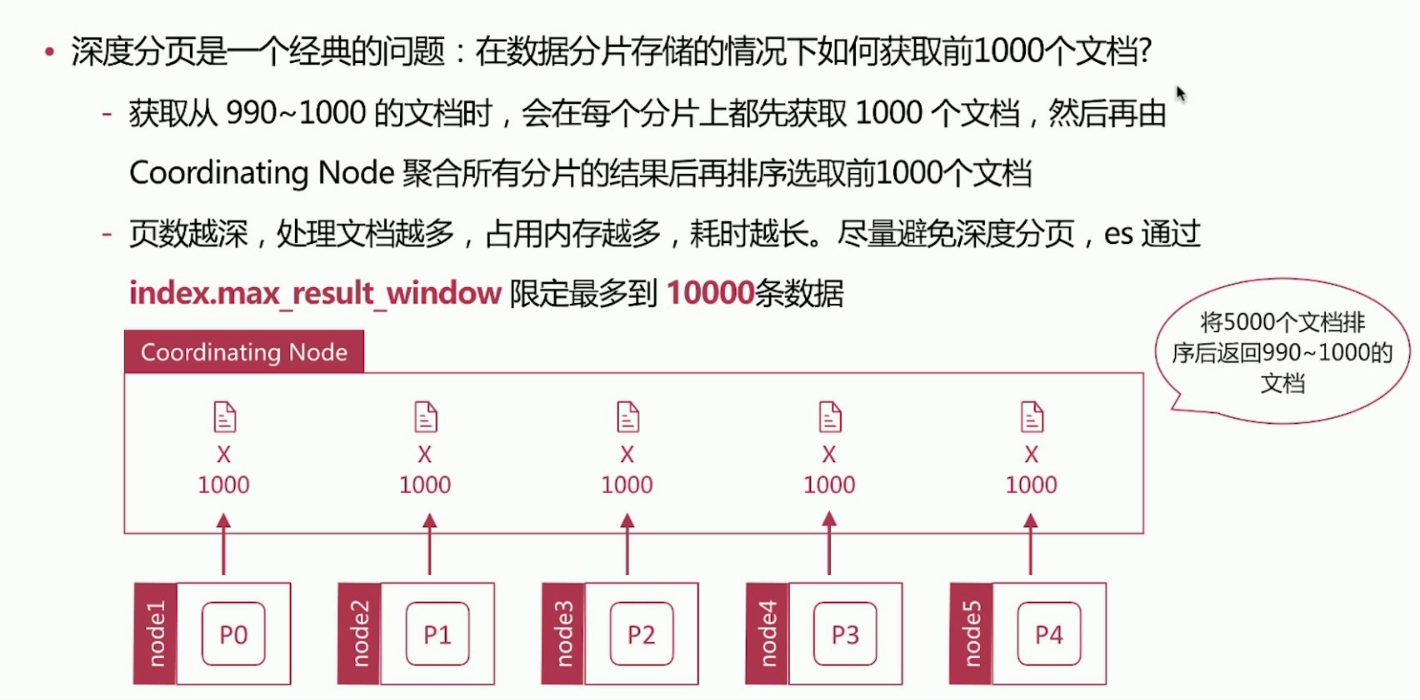 • 深度分页是一个经典的问题：在数据分片存储的情况下如何获取前1000个文档?
- 获取从 990~1000 的文档时，会在每个分片上都先获取 1000 个文档，然后再由
Coordinating Node 聚合所有分片的结果后再排序选取前1000个文档
- 页数越深，处理文档越多，占用内存越多，耗时越长。尽量避免深度分页，es 通过
index.max_result_window 限定最多到 10000条数据
将5000个文档排
序后返回990~1000的
文档
Coordinating Node
X X X X X
1000 1000 1000 1000 1000
node1 P0 node2 P1 node3 P2 node4 P3 node5 P4